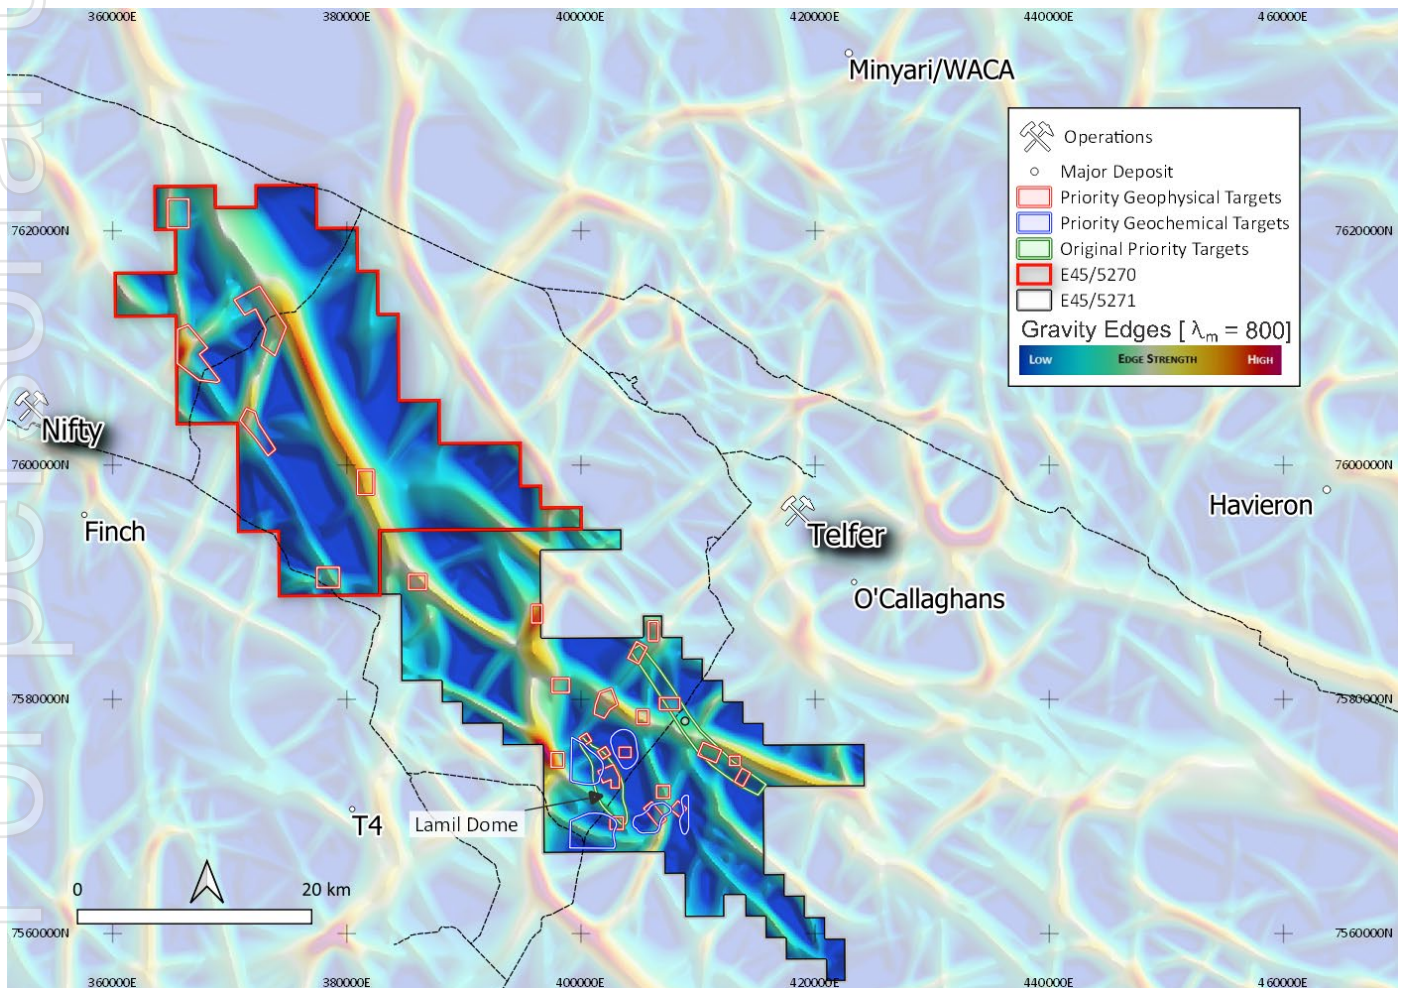 360000E 380000E 400000E 420000E 440000E 460000E
Minyari/WACA
Operations
Major Deposit
Priority Geophysical Targets
Priority Geochemical Targets
Original Priority Targets
E45/5270
E45/5271
Gravity Edges [ λm = 800]
LOW EDGE STRENGTH HIGH
7620000N 7620000N
Nifty
7600000N 7600000N
Havieron
Finch
Telfer
O'Callaghans
7580000N 7580000N
T4
Lamil Dome
0 20 km
7560000N 7560000N
360000E 380000E 400000E 420000E 440000E 460000E
or personal u